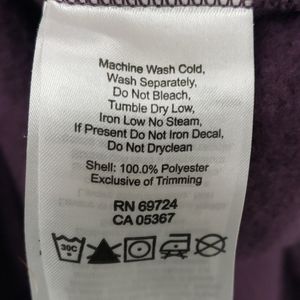 Machine Wash Cold,
Wash Separately,
Do Not Bleach,
Tumble Dry Low,
Iron Low No Steam,
If Present Do Not Iron Decal,
Do Not Dryclean
Shell: 100.0% Polyester
Exclusive of Trimming
RN 69724
CA 05367
30C